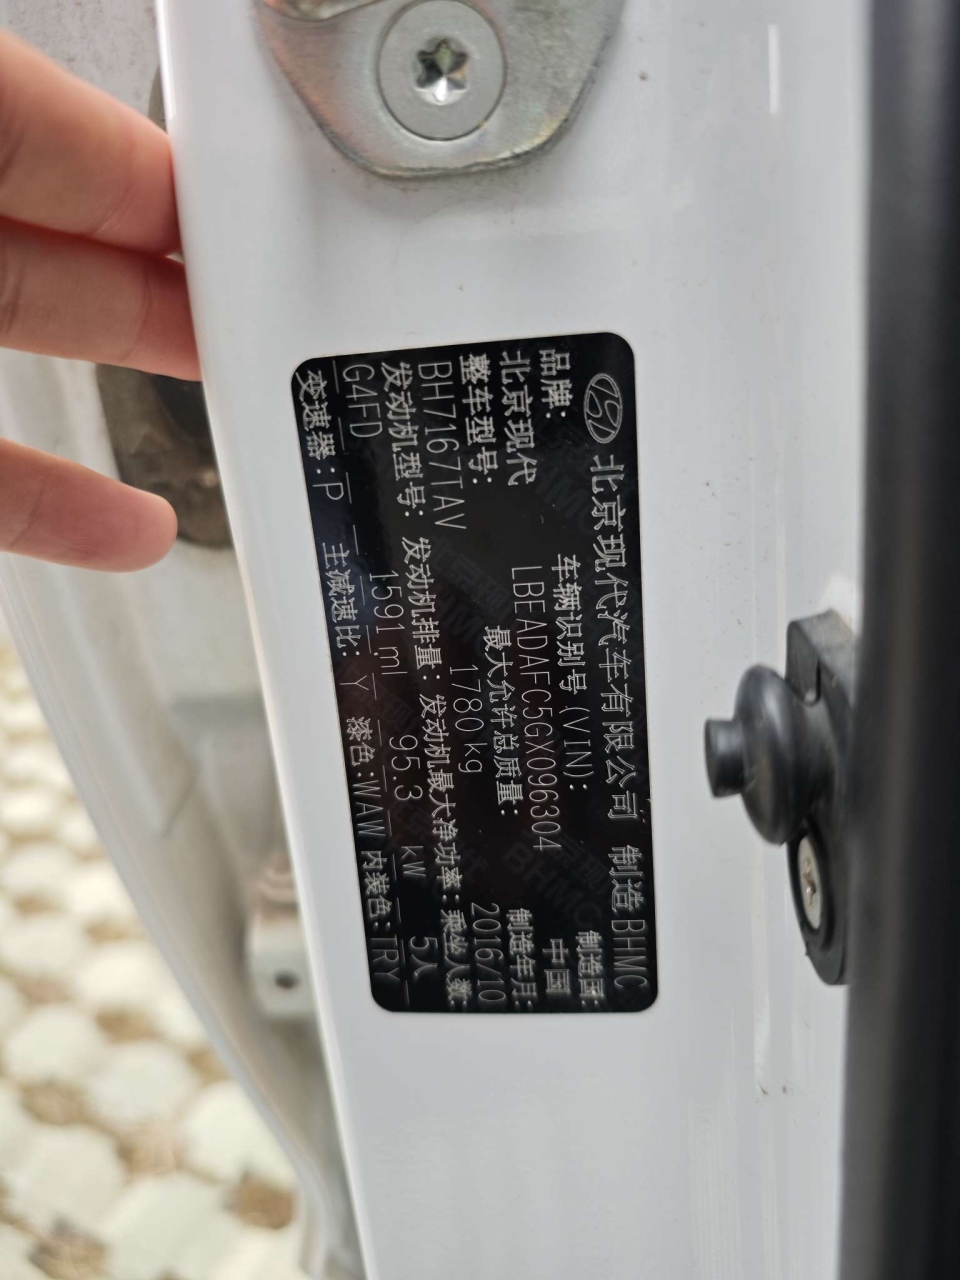 北京现代汽车有限公司 制造 BHMC
品牌: 车辆识别号(VIN): 制造国:
北京现代 LBEADAFC5GX096304 中国
整车型号: 最大允许总质量: 制造年月:
BH7167TAV 1780kg 2016/10
发动机型号: 发动机排量: 发动机最大净功率: 乘坐人数:
G4FD 1591ml 95.3 kW 5人
变速器: P 主减速比: Y 漆色: WAW 内装色: TRY